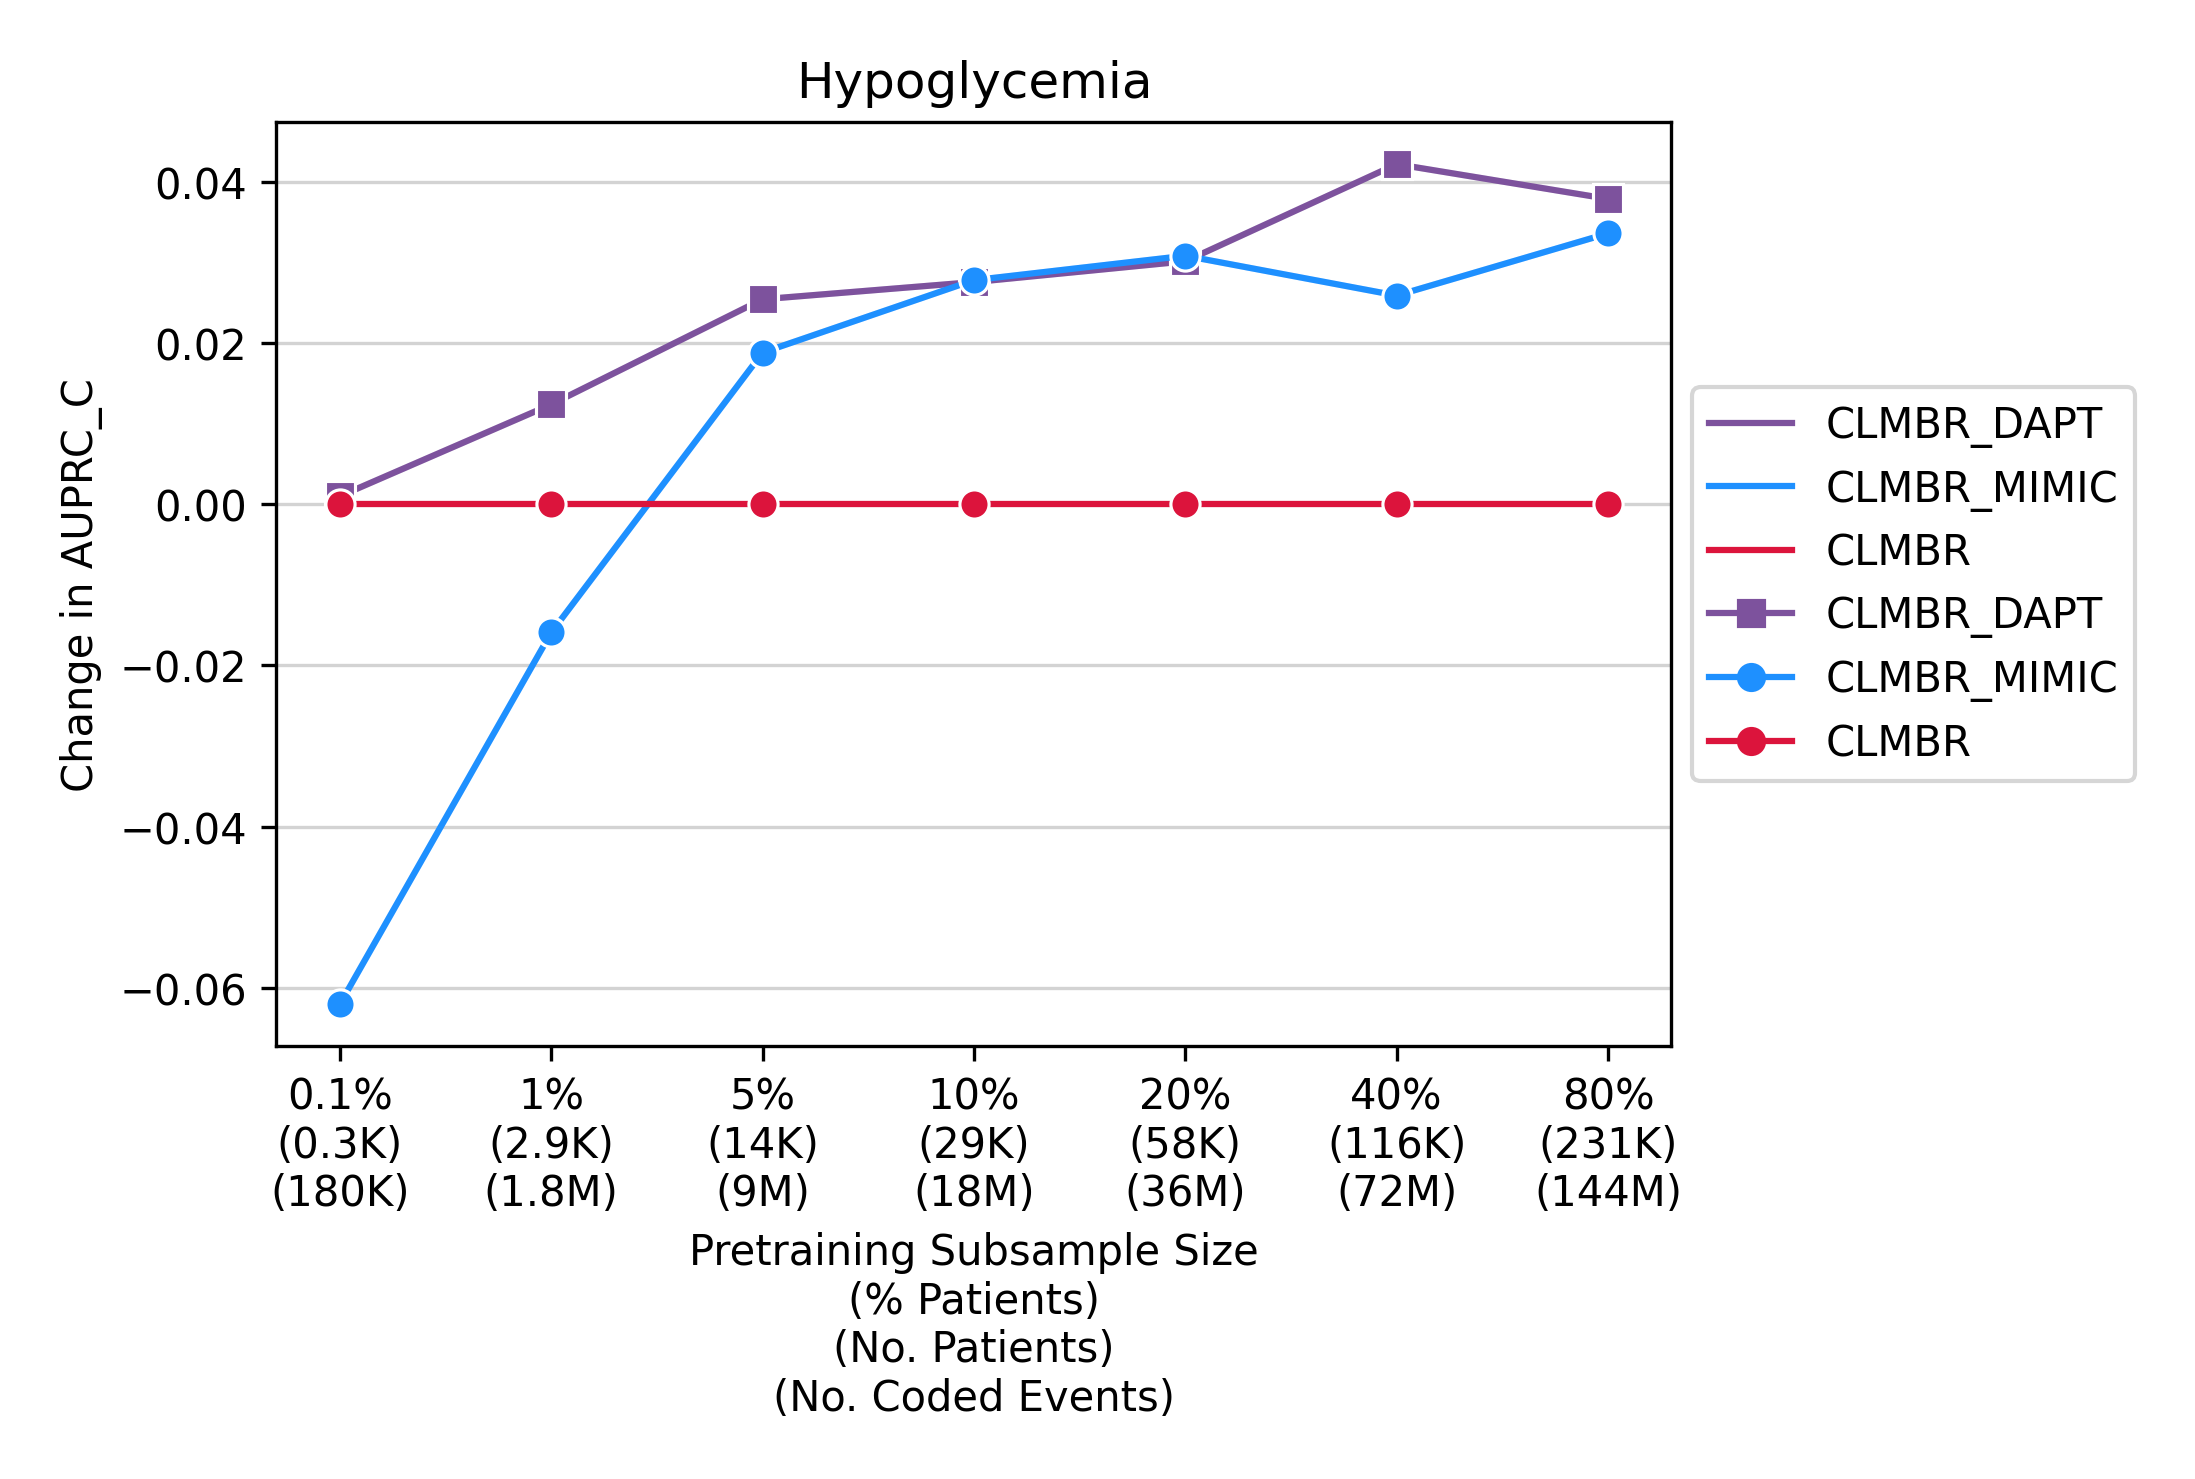 Hypoglycemia
Change in AUPRC_C
0.04
0.02
0.00
−0.02
−0.04
−0.06
0.1% 1% 5% 10% 20% 40% 80%
(0.3K) (2.9K) (14K) (29K) (58K) (116K) (231K)
(180K) (1.8M) (9M) (18M) (36M) (72M) (144M)
Pretraining Subsample Size
(% Patients)
(No. Patients)
(No. Coded Events)
CLMBR_DAPT
CLMBR_MIMIC
CLMBR
CLMBR_DAPT
CLMBR_MIMIC
CLMBR